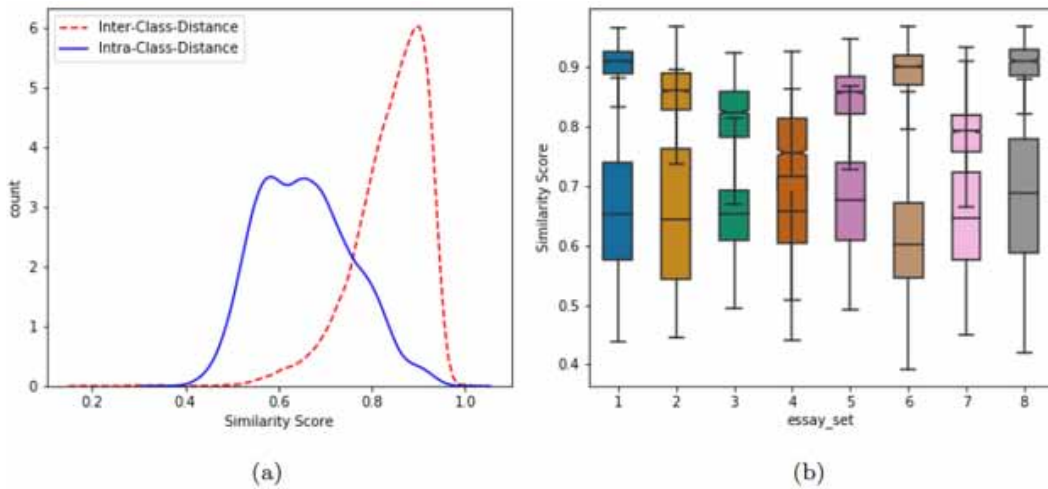 Inter-Class-Distance
Intra-Class-Distance
6
5
4
3
2
1
0
count
0.2 0.4 0.6 0.8 1.0
Similarity Score
(a)
0.9
0.8
0.7
0.6
0.5
0.4
Similarity Score
1 2 3 4 5 6 7 8
essay_set
(b)